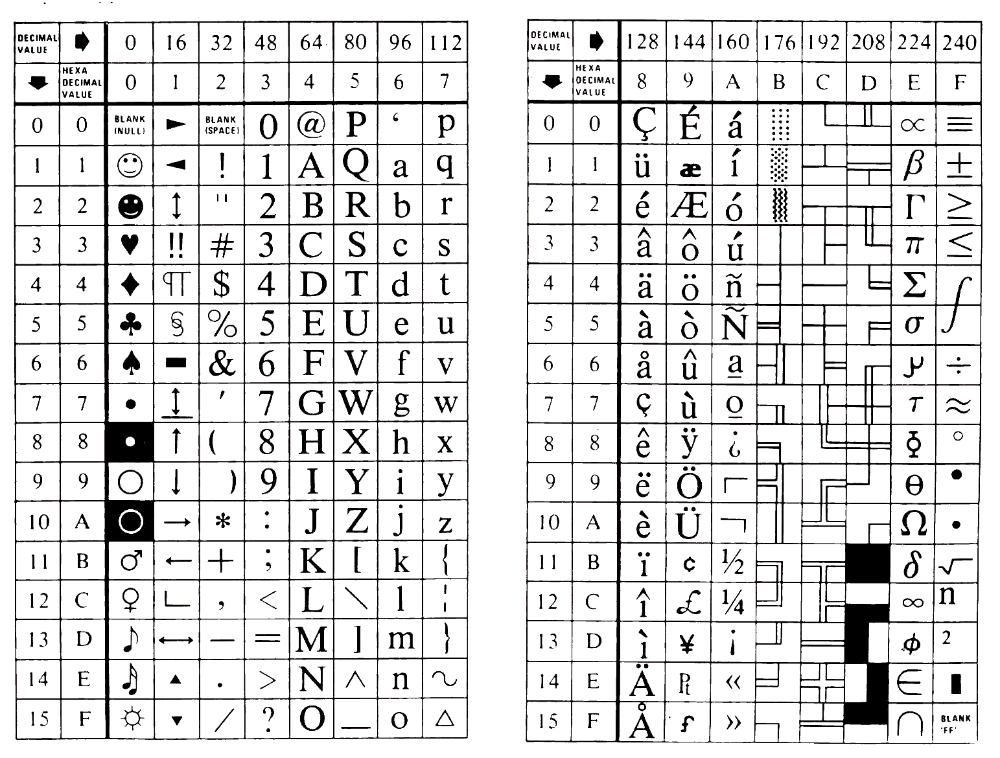 DECIMAL VALUE 0 16 32 48 64 80 96 112
HEXA DECIMAL VALUE 0 1 2 3 4 5 6 7
0 0 BLANK (NULL) ► BLANK (SPACE) 0 @ P ‘ p
1 1 ☺ ◄ ! 1 A Q a q
2 2 ☻ ↕ " 2 B R b r
3 3 ♥ ‼ # 3 C S c s
4 4 ♦ ¶ $ 4 D T d t
5 5 ♣ § % 5 E U e u
6 6 ♠ ▬ & 6 F V f v
7 7 • ↨ ' 7 G W g w
8 8 ◘ ↑ ( 8 H X h x
9 9 ○ ↓ ) 9 I Y i y
10 A ◙ → * : J Z j z
11 B ♂ ← + ; K [ k {
12 C ♀ ∟ , < L \ l ¦
13 D ♪ ↔ — = M ] m }
14 E ♫ ▲ . > N ^ n ~
15 F ☼ ▼ / ? O _ o △
DECIMAL VALUE 128 144 160 176 192 208 224 240
HEXA DECIMAL VALUE 8 9 A B C D E F
0 0 Ç É á ░ └ ╨ ∝ ≡
1 1 ü æ í ▒ ┴ ╤ β ±
2 2 é Æ ó ▓ ┬ ╥ Γ ≥
3 3 â ô ú │ ├ ╙ π ≤
4 4 ä ö ñ ┤ ─ ╘ Σ ⌠
5 5 à ò Ñ ╡ ┼ ╒ σ ⌡
6 6 å û ª ╢ ╞ ╓ μ ÷
7 7 ç ù º ╖ ╟ ╫ τ ≈
8 8 ê ÿ ¿ ╕ ╚ ╪ Φ °
9 9 ë Ö ⌐ ╣ ╔ ┘ θ •
10 A è Ü ¬ ║ ╩ ┌ Ω ·
11 B ï ¢ ½ ╗ ╦ █ δ √
12 C î £ ¼ ╝ ╠ ▄ ∞ ⁿ
13 D ì ¥ ¡ ╜ ═ ▌ φ ²
14 E Ä ₧ « ╛ ╬ ▐ ∈ ■
15 F Å ƒ » ┐ ╧ ▀ ∩ BLANK 'FF'